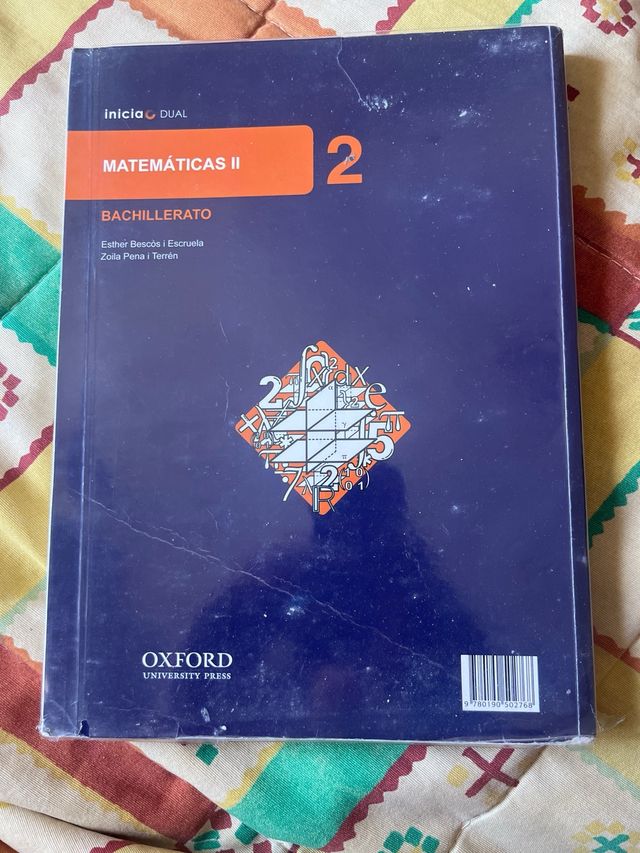 inicia DUAL
MATEMÁTICAS II
2
BACHILLERATO
Esther Bescós i Escruela
Zoila Pena i Terrén
OXFORD
UNIVERSITY PRESS
9 780190 502768